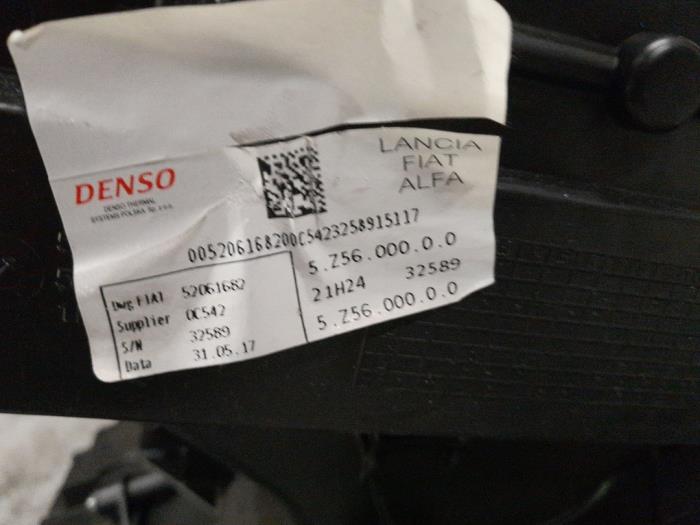 DENSO
DENSO THERMAL
SYSTEMS POLSKA Sp. z o.o.
LANCIA
FIAT
ALFA
005206168200C5423258915117
Dwg FIAT 52061682
Supplier 0C542
S/N 32589
Data 31.05.17
5.Z56.000.0.0
21H24 32589
5.Z56.000.0.0